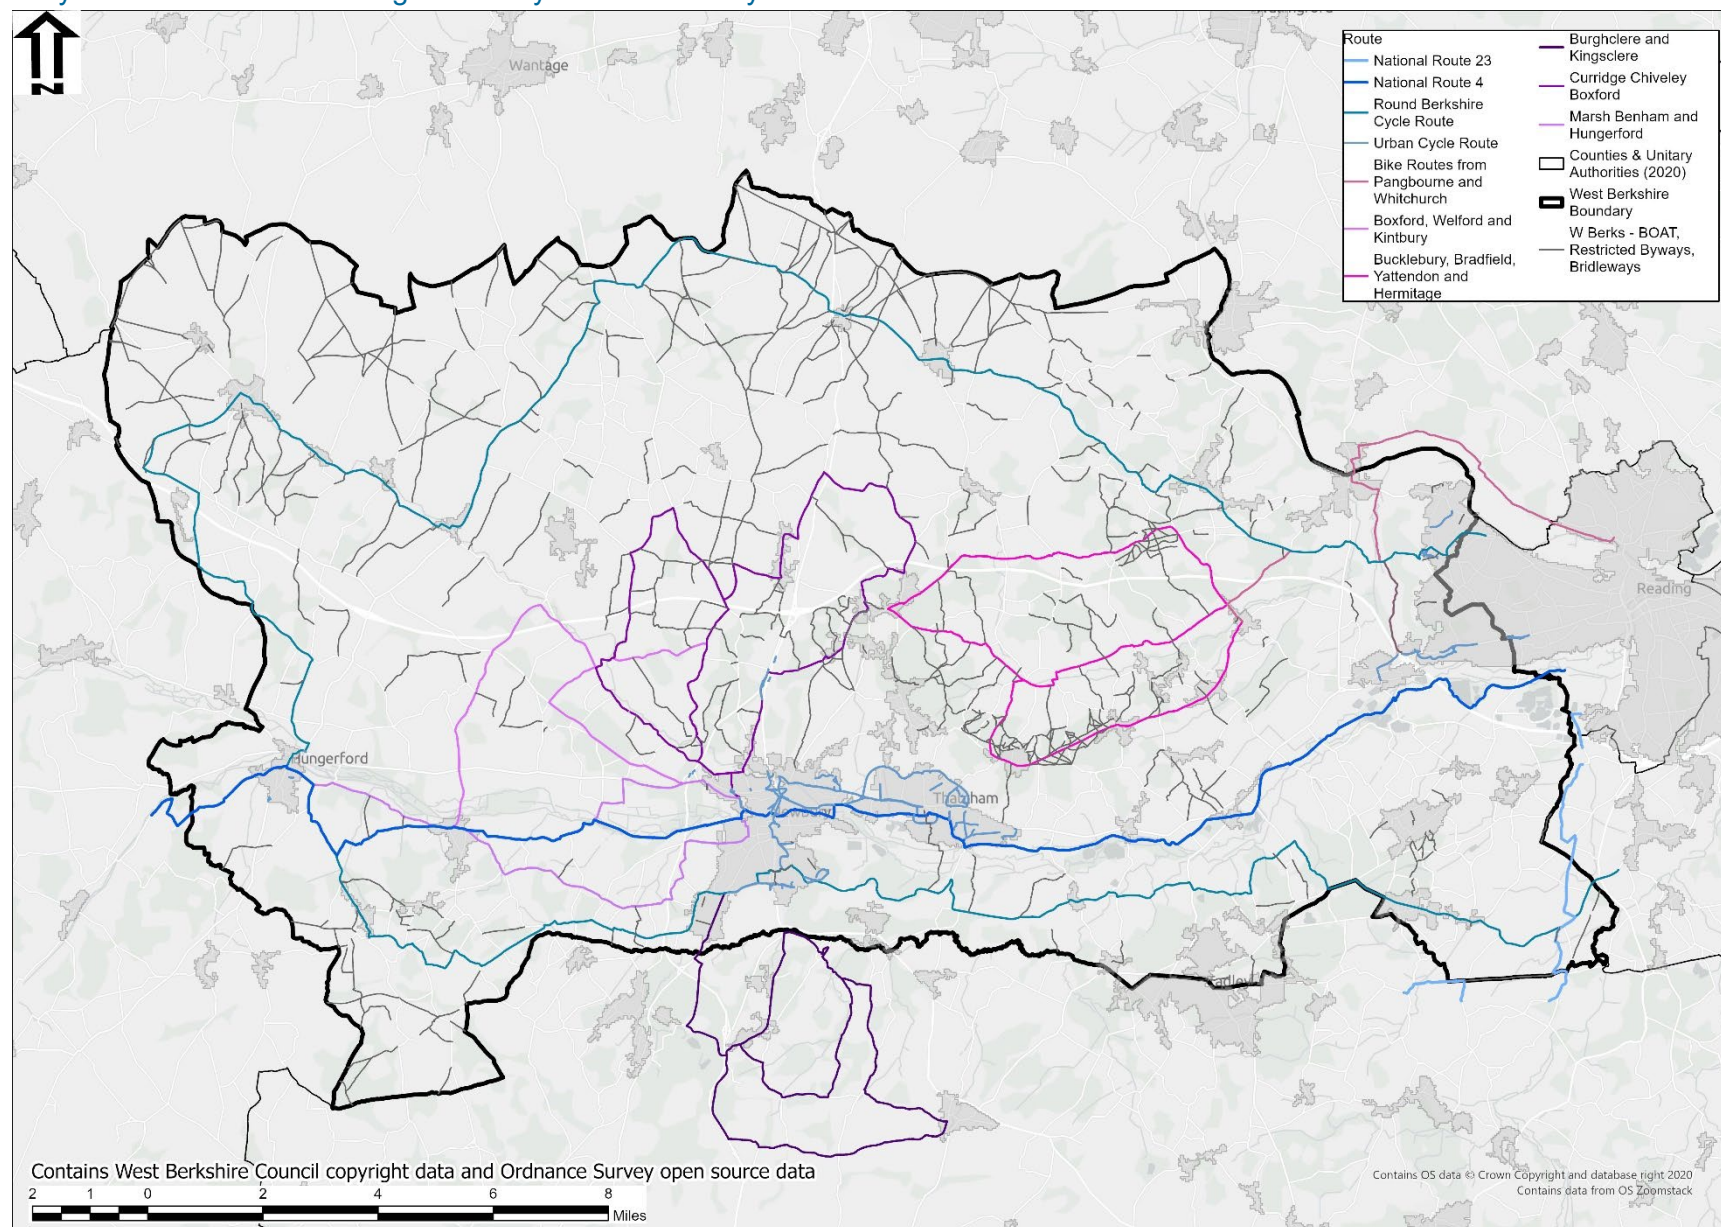 Wantage
N
Route
National Route 23
National Route 4
Round Berkshire
Cycle Route
Urban Cycle Route
Bike Routes from
Pangbourne and
Whitchurch
Boxford, Welford and
Kintbury
Bucklebury, Bradfield,
Yattendon and
Hermitage
Burghclere and
Kingsclere
Curridge Chiveley
Boxford
Marsh Benham and
Hungerford
Counties & Unitary
Authorities (2020)
West Berkshire
Boundary
W Berks - BOAT,
Restricted Byways,
Bridleways
Reading
Hungerford
Contains West Berkshire Council copyright data and Ordnance Survey open source data
2 1 0 2 4 6 8
Miles
Contains OS data © Crown Copyright and database right 2020
Contains data from OS Zoomstack